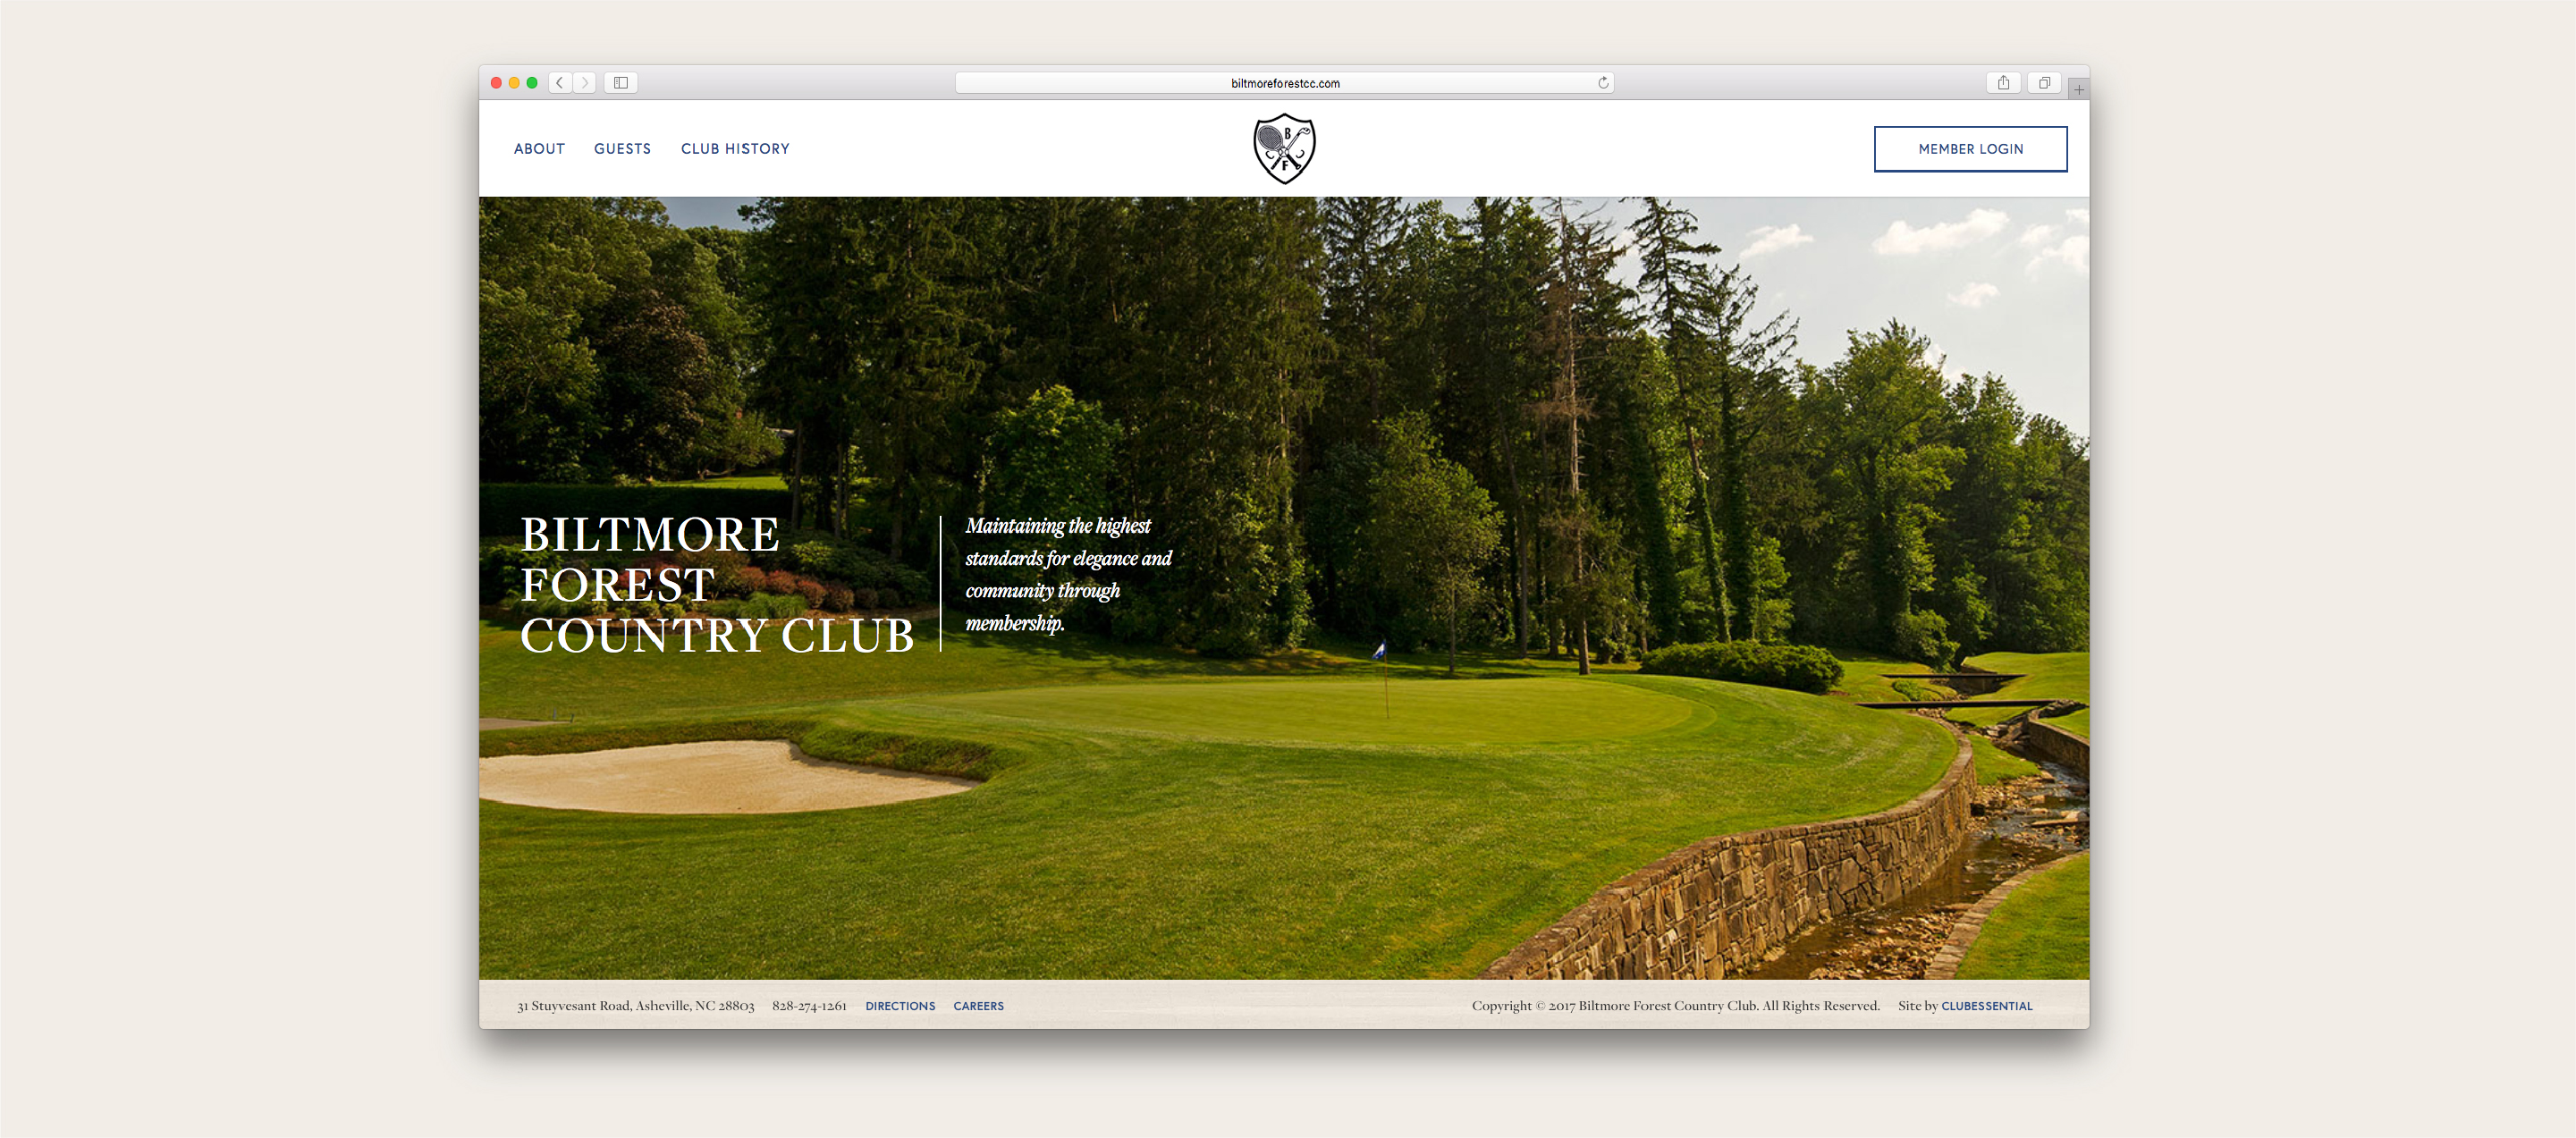 biltmoreforestcc.com
ABOUT GUESTS CLUB HISTORY
B
F
MEMBER LOGIN
BILTMORE
FOREST
COUNTRY CLUB
Maintaining the highest
standards for elegance and
community through
membership.
31 Stuyvesant Road, Asheville, NC 28803 828-274-1261 DIRECTIONS CAREERS
Copyright © 2017 Biltmore Forest Country Club. All Rights Reserved. Site by CLUBESSENTIAL